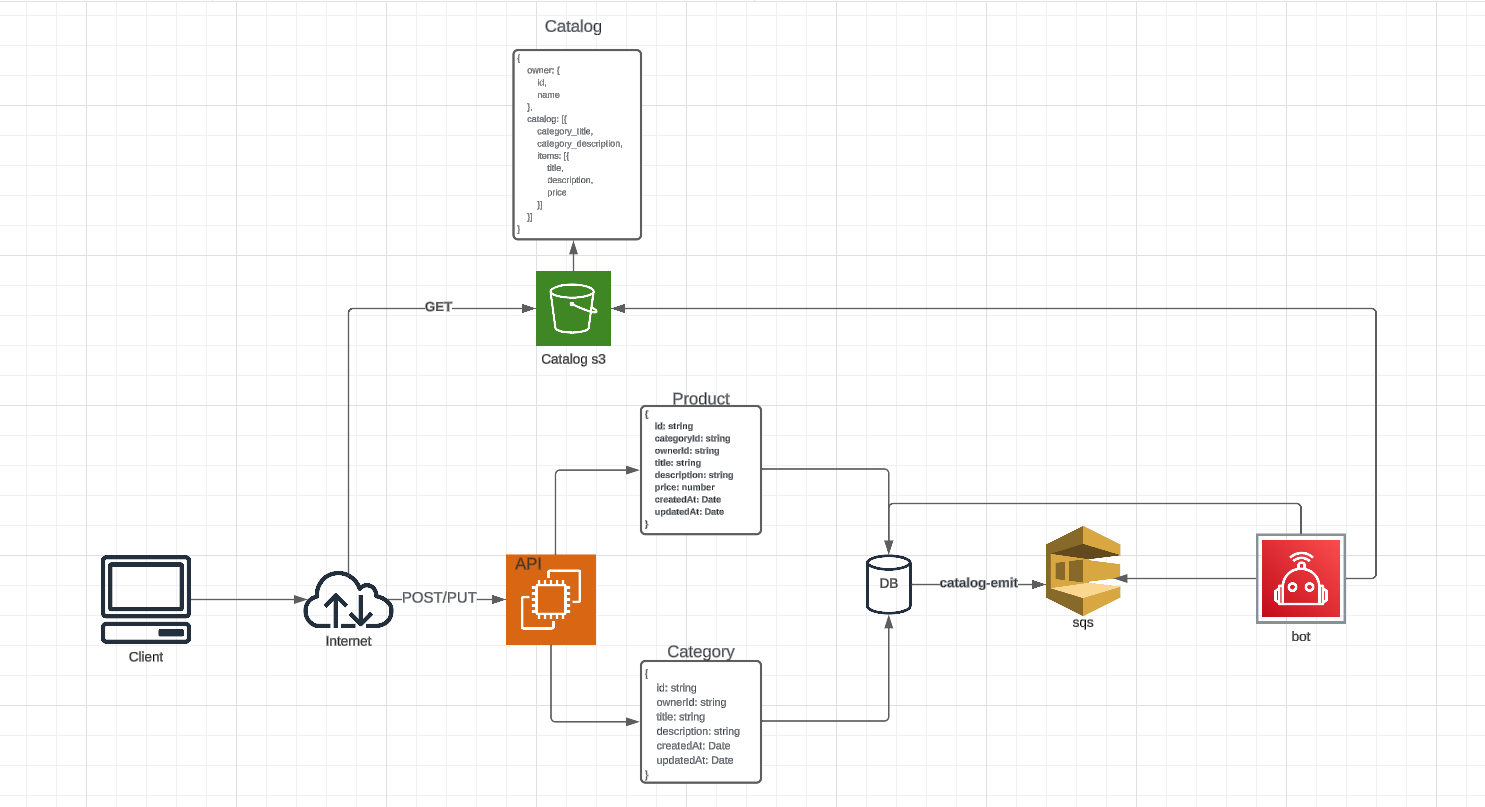 Catalog
{
owner: {
id,
name
},
catalog: [{
category_title,
category_description,
items: [{
title,
description,
price
}]
}]
}
GET
Catalog s3
Product
{
id: string
categoryId: string
ownerId: string
title: string
description: string
price: number
createdAt: Date
updatedAt: Date
}
Client
Internet
POST/PUT
API
DB
catalog-emit
sqs
bot
Category
{
id: string
ownerId: string
title: string
description: string
createdAt: Date
updatedAt: Date
}